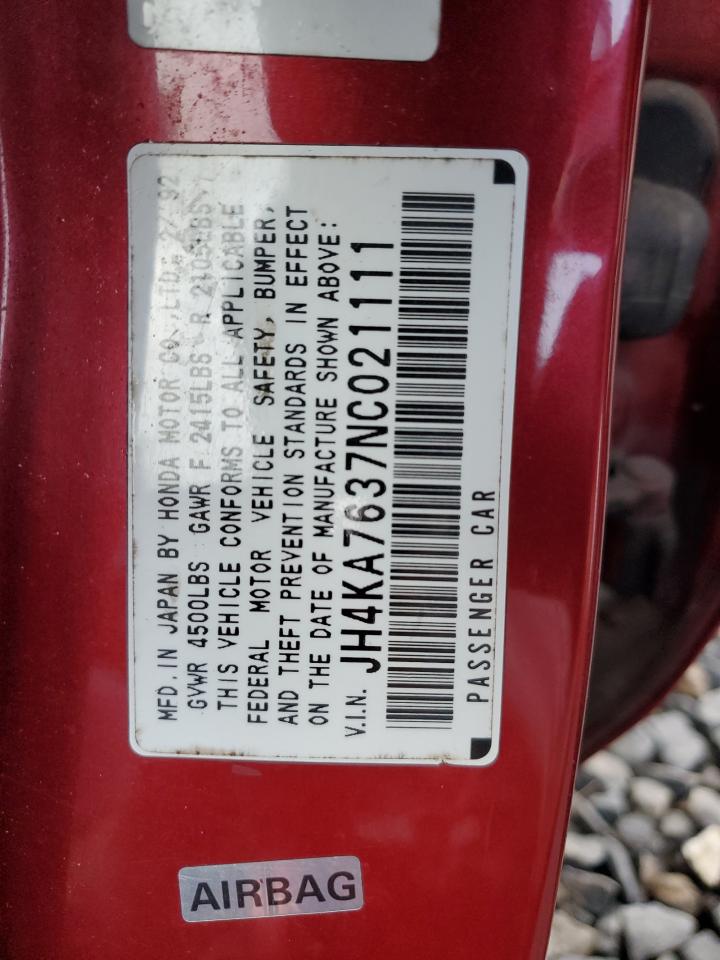 MFD. IN JAPAN BY HONDA MOTOR CO.,LTD. 92
GVWR 4500LBS GAWR F 2415LBS R 2105LBS
THIS VEHICLE CONFORMS TO ALL APPLICABLE
FEDERAL MOTOR VEHICLE SAFETY, BUMPER,
AND THEFT PREVENTION STANDARDS IN EFFECT
ON THE DATE OF MANUFACTURE SHOWN ABOVE:
V.I.N. JH4KA7637NC021111
PASSENGER CAR
AIRBAG